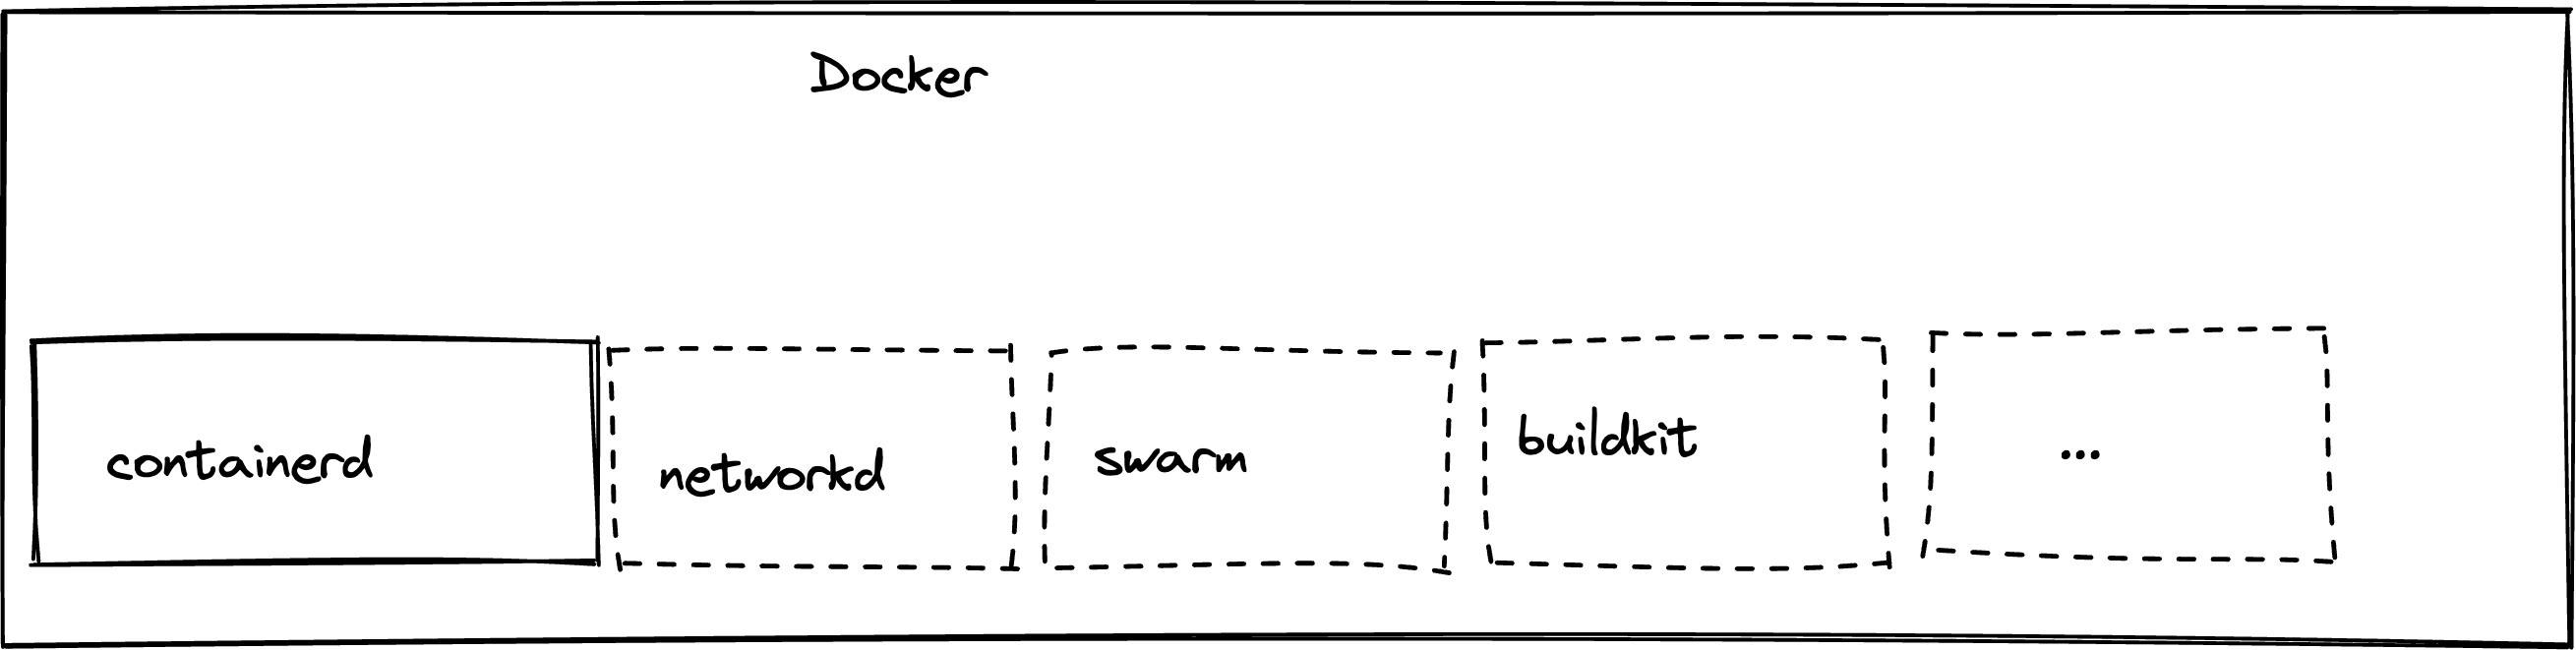 Docker
containerd
networkd
swarm
buildkit
...